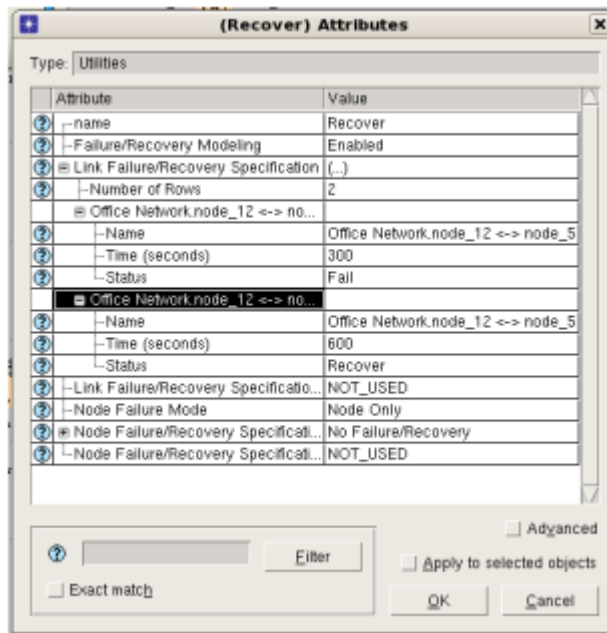 (Recover) Attributes
Type: Utilities
Attribute Value
name Recover
Failure/Recovery Modeling Enabled
Link Failure/Recovery Specification (...)
Number of Rows 2
Office Network.node_12 <-> no...
Name Office Network.node_12 <-> node_5
Time (seconds) 300
Status Fail
Office Network.node_12 <-> no...
Name Office Network.node_12 <-> node_5
Time (seconds) 600
Status Recover
Link Failure/Recovery Specificatio... NOT_USED
Node Failure Mode Node Only
Node Failure/Recovery Specificati... No Failure/Recovery
Node Failure/Recovery Specificati... NOT_USED
Advanced
Filter
Apply to selected objects
Exact match
OK Cancel